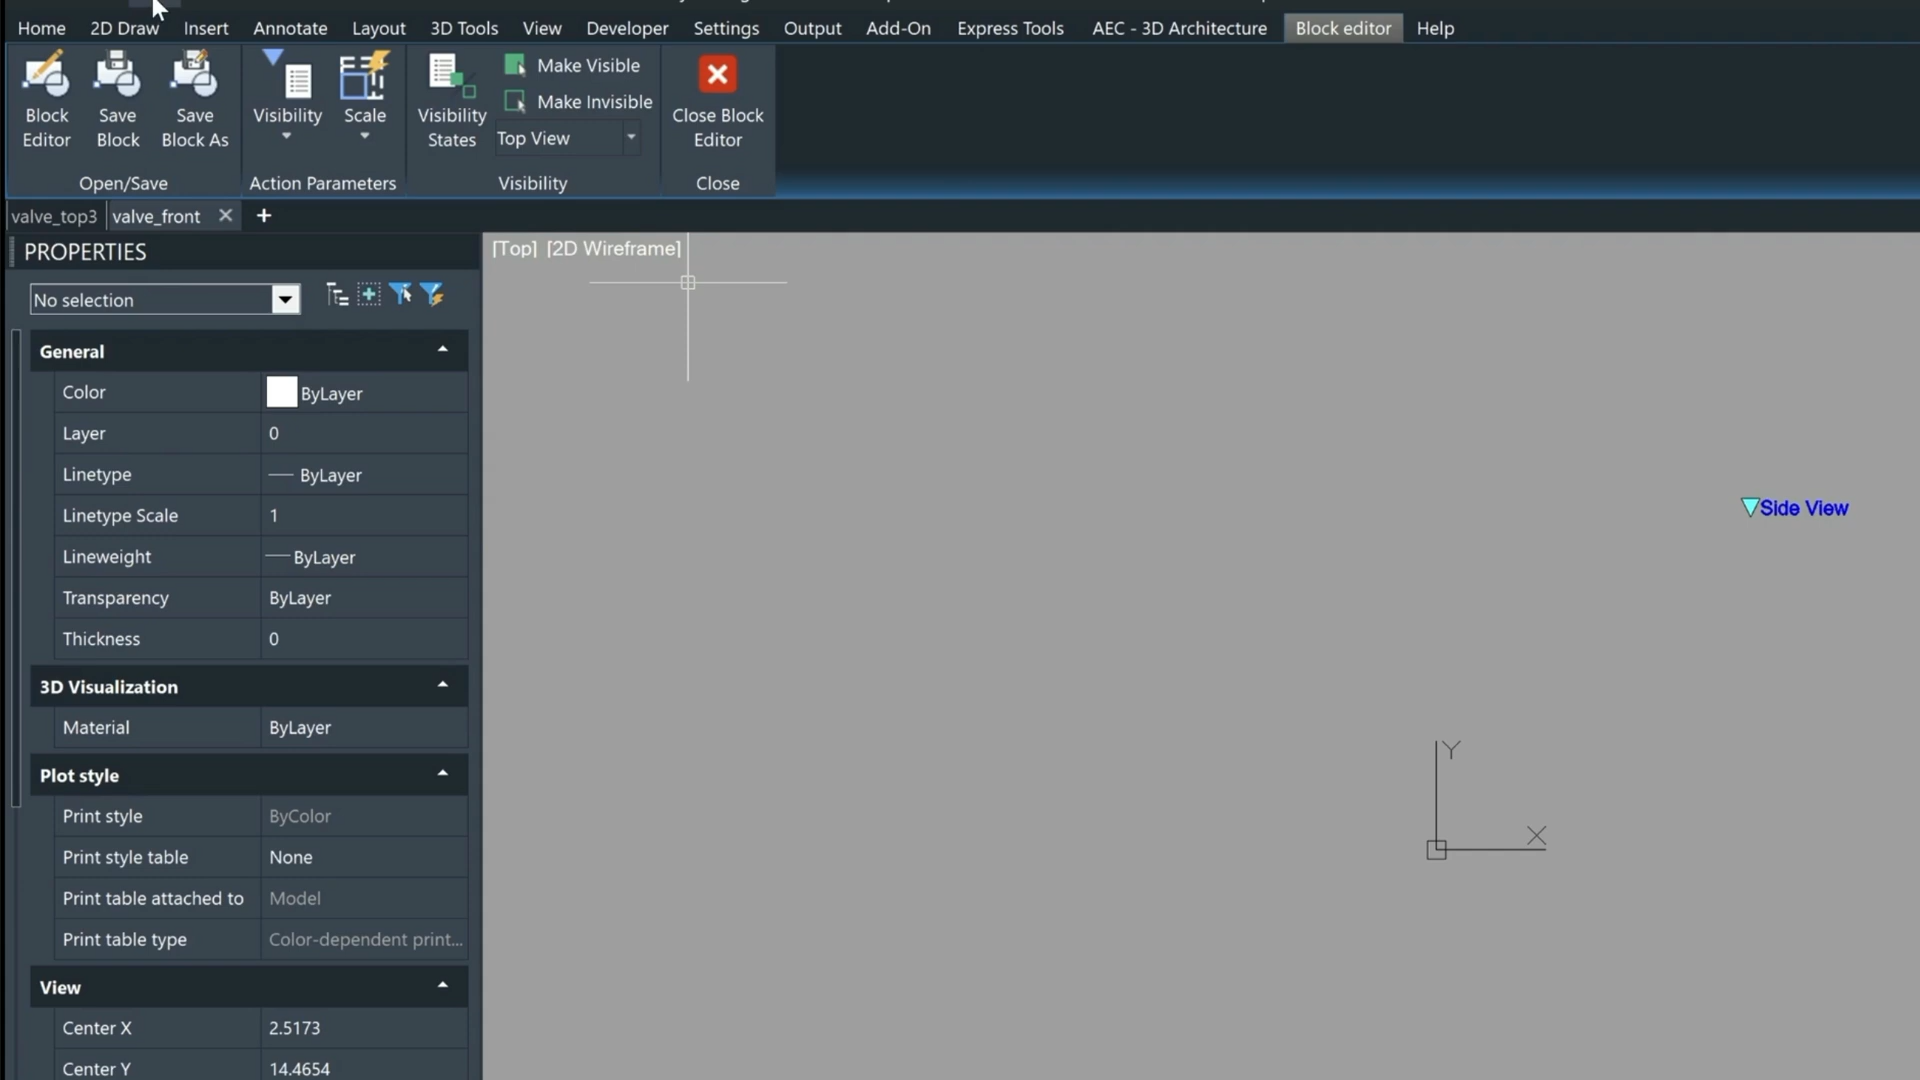 Home 2D Draw Insert Annotate Layout 3D Tools View Developer Settings Output Add-On Express Tools AEC - 3D Architecture Block editor Help
Block Editor
Save Block
Save Block As
Open/Save
Visibility
Scale
Action Parameters
Visibility States
Make Visible
Make Invisible
Top View
Visibility
Close Block Editor
Close
valve_top3 valve_front
PROPERTIES
No selection
General
Color ByLayer
Layer 0
Linetype ByLayer
Linetype Scale 1
Lineweight ByLayer
Transparency ByLayer
Thickness 0
3D Visualization
Material ByLayer
Plot style
Print style ByColor
Print style table None
Print table attached to Model
Print table type Color-dependent print...
View
Center X 2.5173
Center Y 14.4654
[Top] [2D Wireframe]
Side View
Y
X